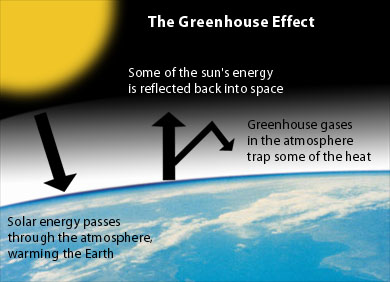 The Greenhouse Effect
Some of the sun's energy
is reflected back into space
Greenhouse gases
in the atmosphere
trap some of the heat
Solar energy passes
through the atmosphere,
warming the Earth